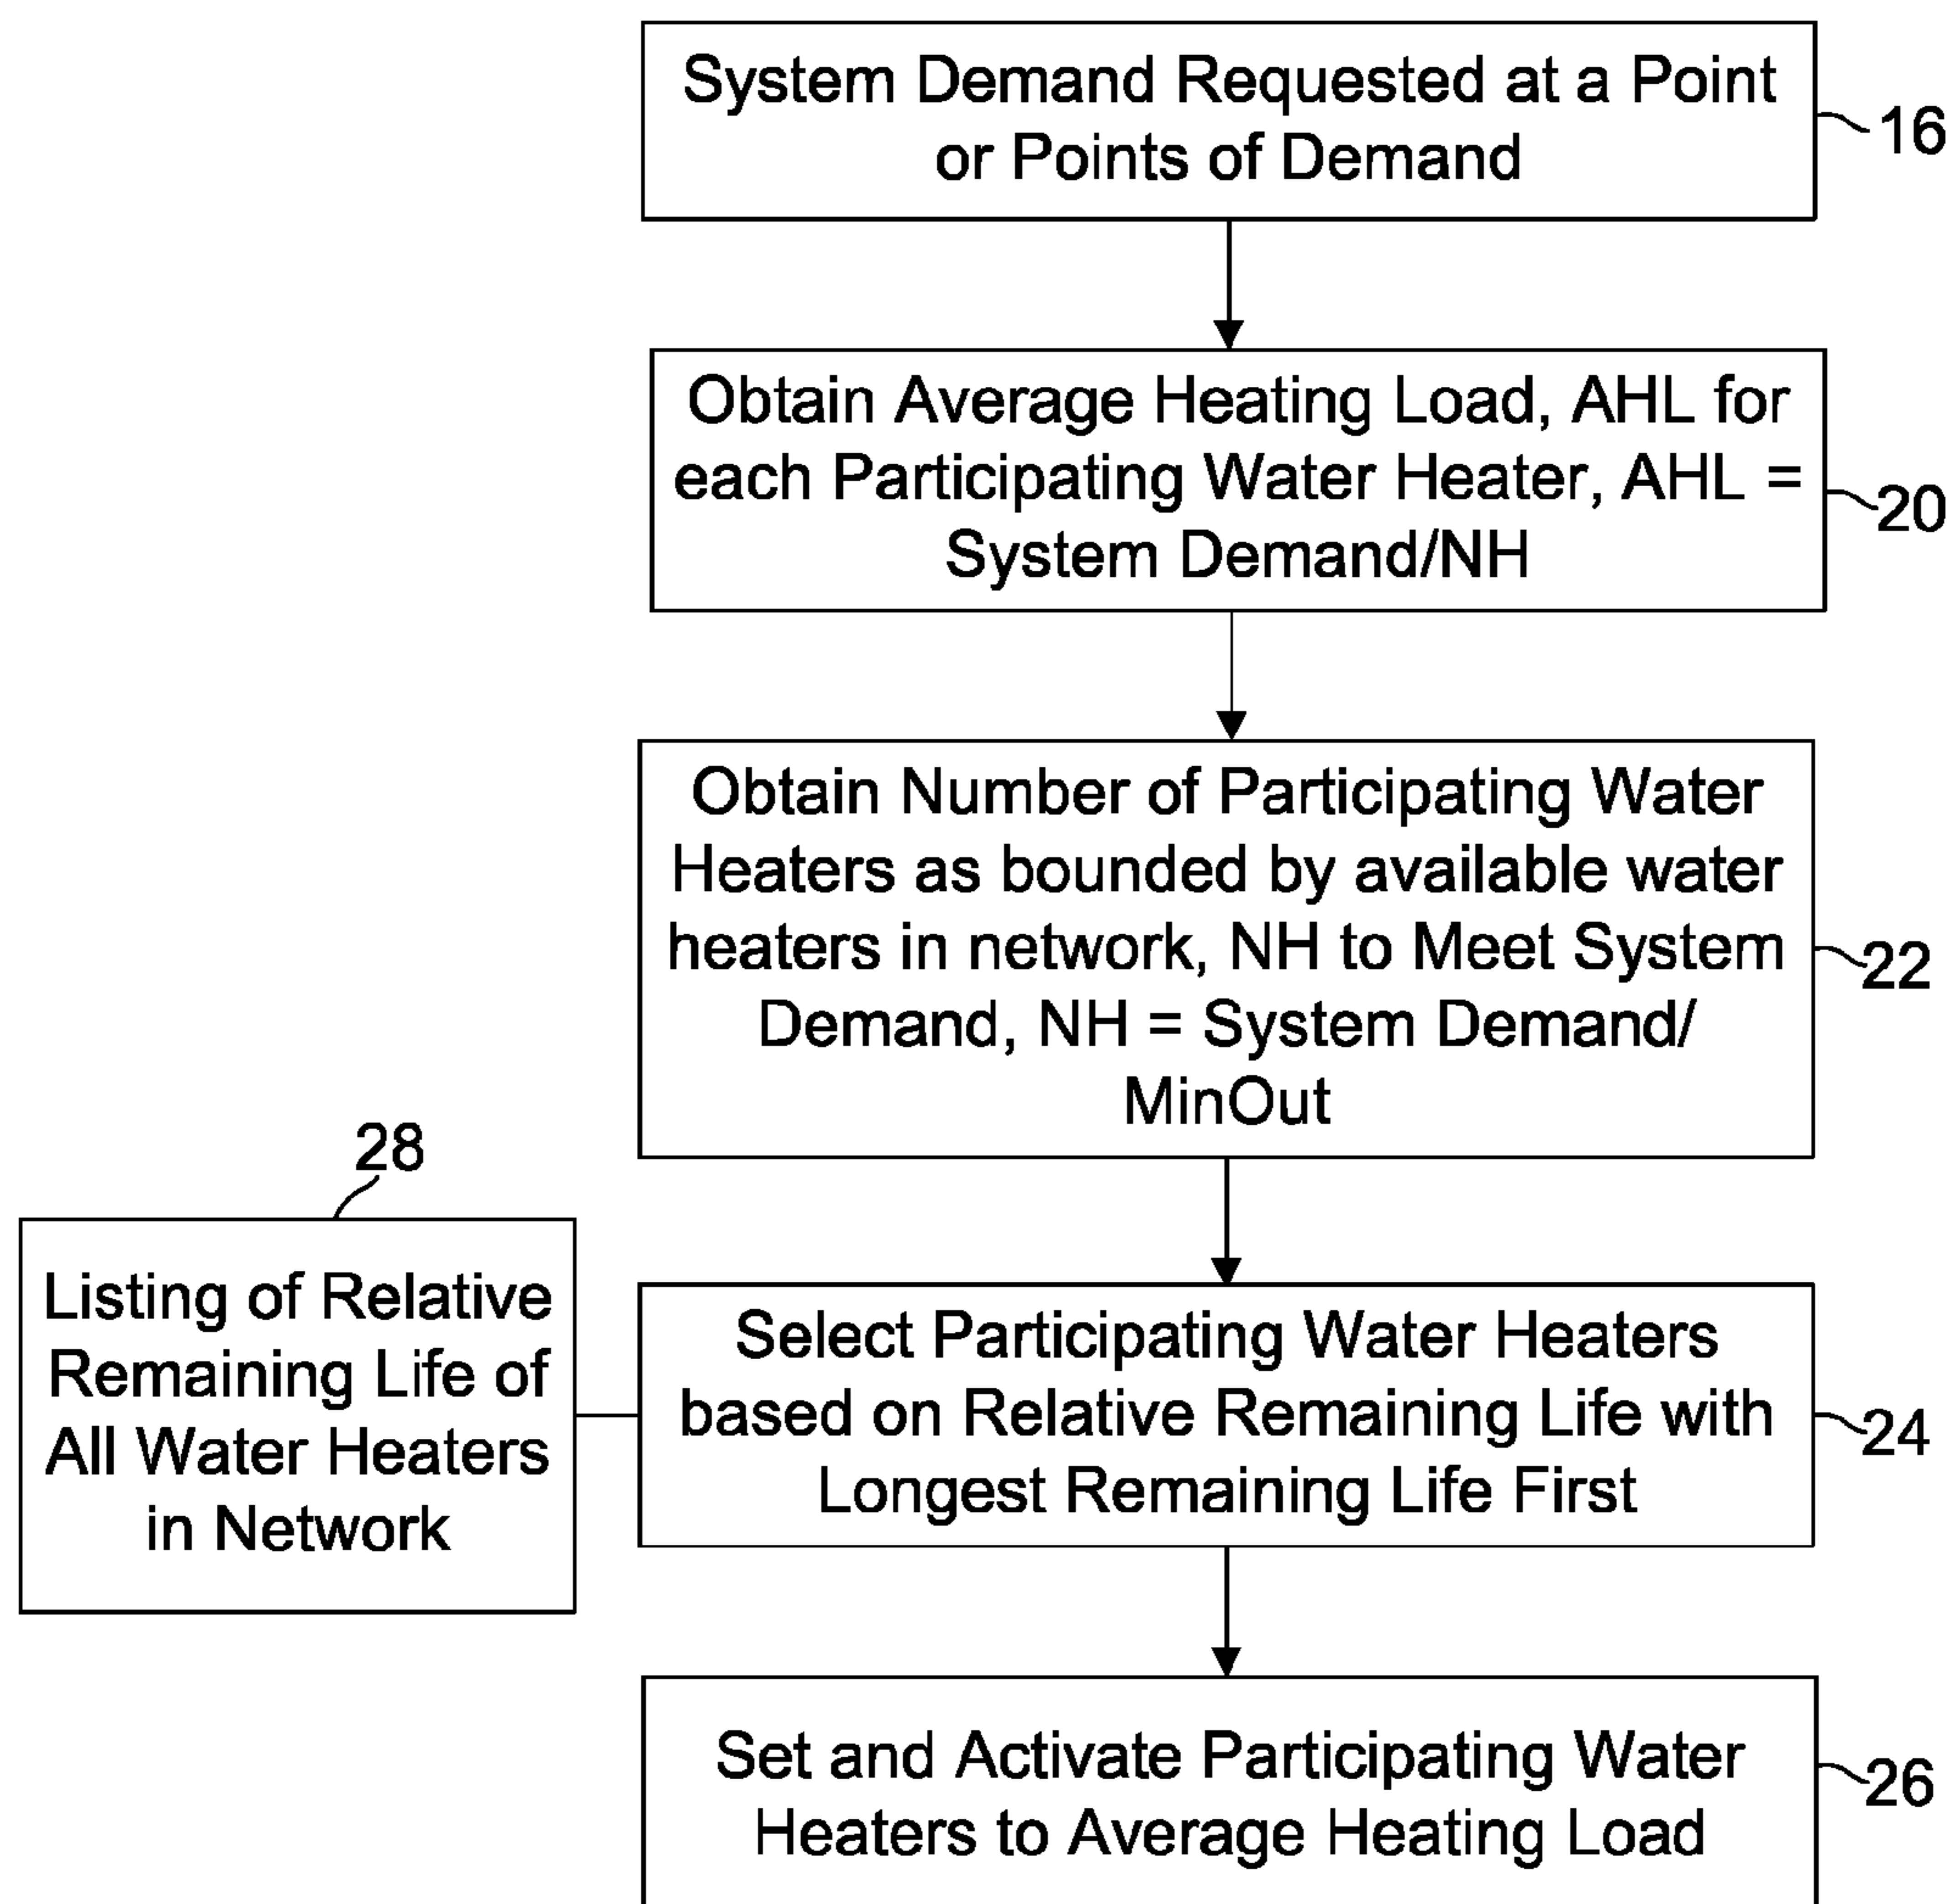 System Demand Requested at a Point
or Points of Demand
16
Obtain Average Heating Load, AHL for
each Participating Water Heater, AHL =
System Demand/NH
20
Obtain Number of Participating Water
Heaters as bounded by available water
heaters in network, NH to Meet System
Demand, NH = System Demand/
MinOut
22
28
Listing of Relative
Remaining Life of
All Water Heaters
in Network
Select Participating Water Heaters
based on Relative Remaining Life with
Longest Remaining Life First
24
Set and Activate Participating Water
Heaters to Average Heating Load
26